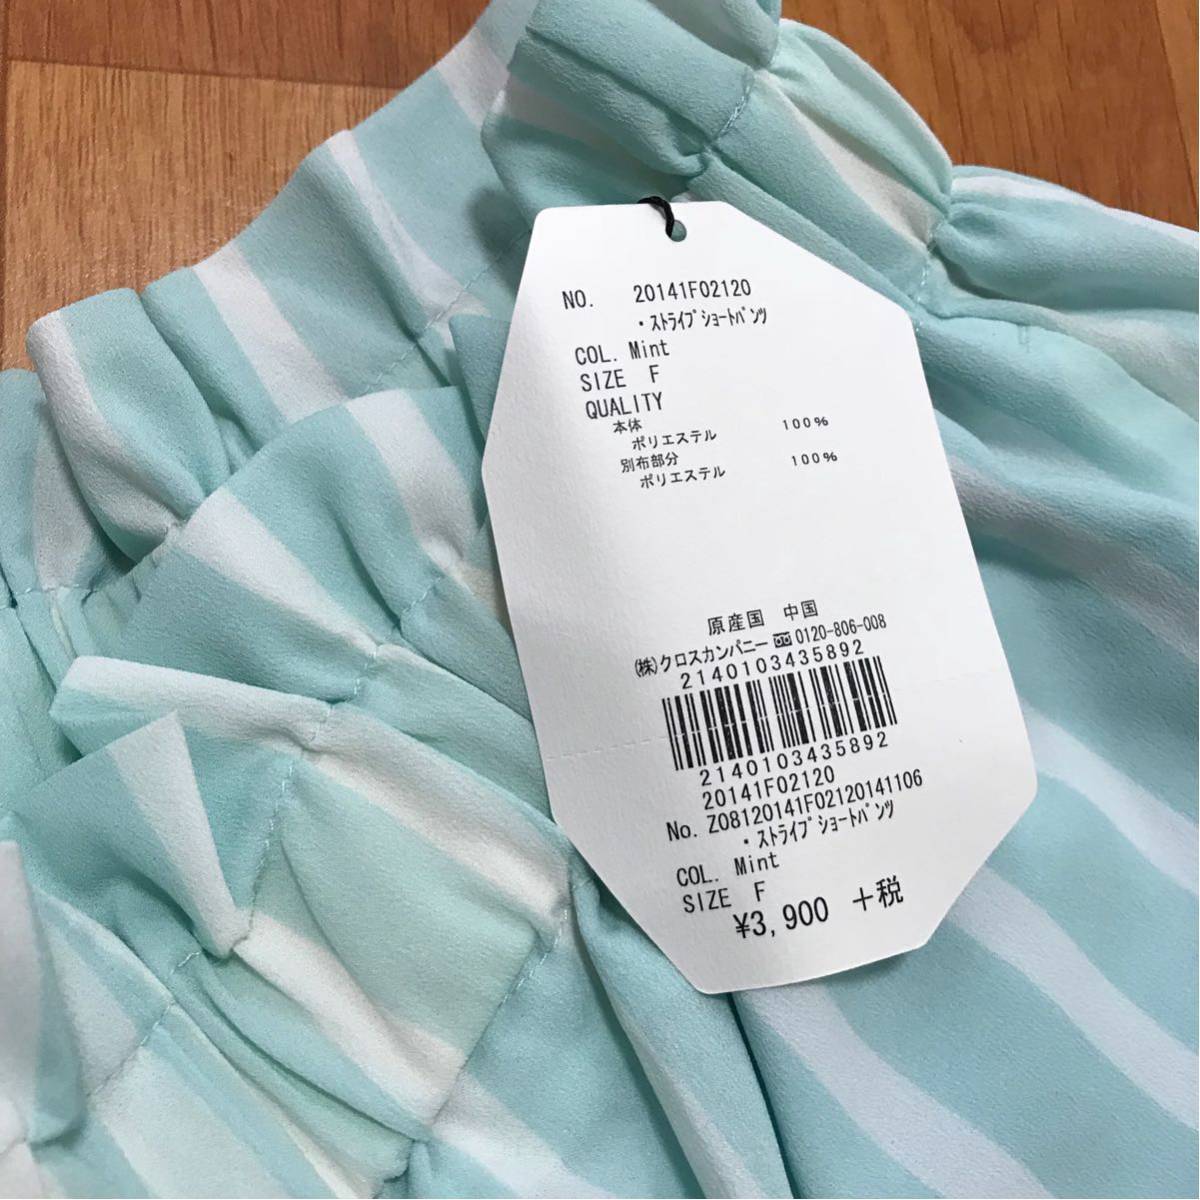 NO. 20141F02120
・ストライプショートパンツ
COL. Mint
SIZE F
QUALITY
本体
ポリエステル 100%
別布部分
ポリエステル 100%
原産国 中国
(株)クロスカンパニー 0120-806-008
2140103435892
2140103435892
20141F02120
No. Z08120141F02120141106
・ストライプショートパンツ
COL. Mint
SIZE F
¥3,900 +税